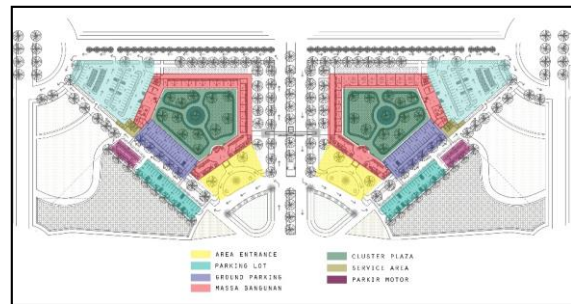 AREA ENTRANCE
PARKING LOT
GROUND PARKING
MASSA BANGUNAN
CLUSTER PLAZA
SERVICE AREA
PARKIR MOTOR